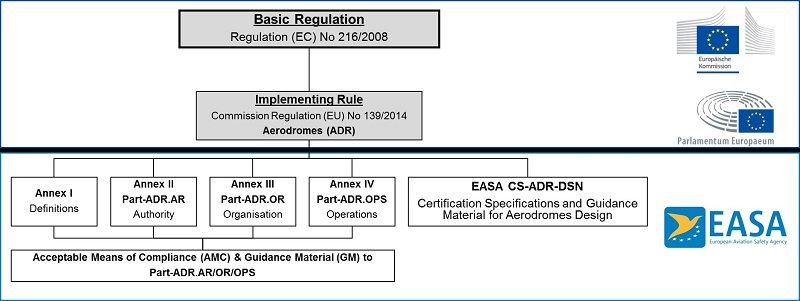 Basic Regulation
Regulation (EC) No 216/2008
Europäische
Kommission
Implementing Rule
Commission Regulation (EU) No 139/2014
Aerodromes (ADR)
Parlamentum Europaeum
Annex I
Definitions
Annex II
Part-ADR.AR
Authority
Annex III
Part-ADR.OR
Organisation
Annex IV
Part-ADR.OPS
Operations
EASA CS-ADR-DSN
Certification Specifications and Guidance
Material for Aerodromes Design
EASA
European Aviation Safety Agency
Acceptable Means of Compliance (AMC) & Guidance Material (GM) to
Part-ADR.AR/OR/OPS